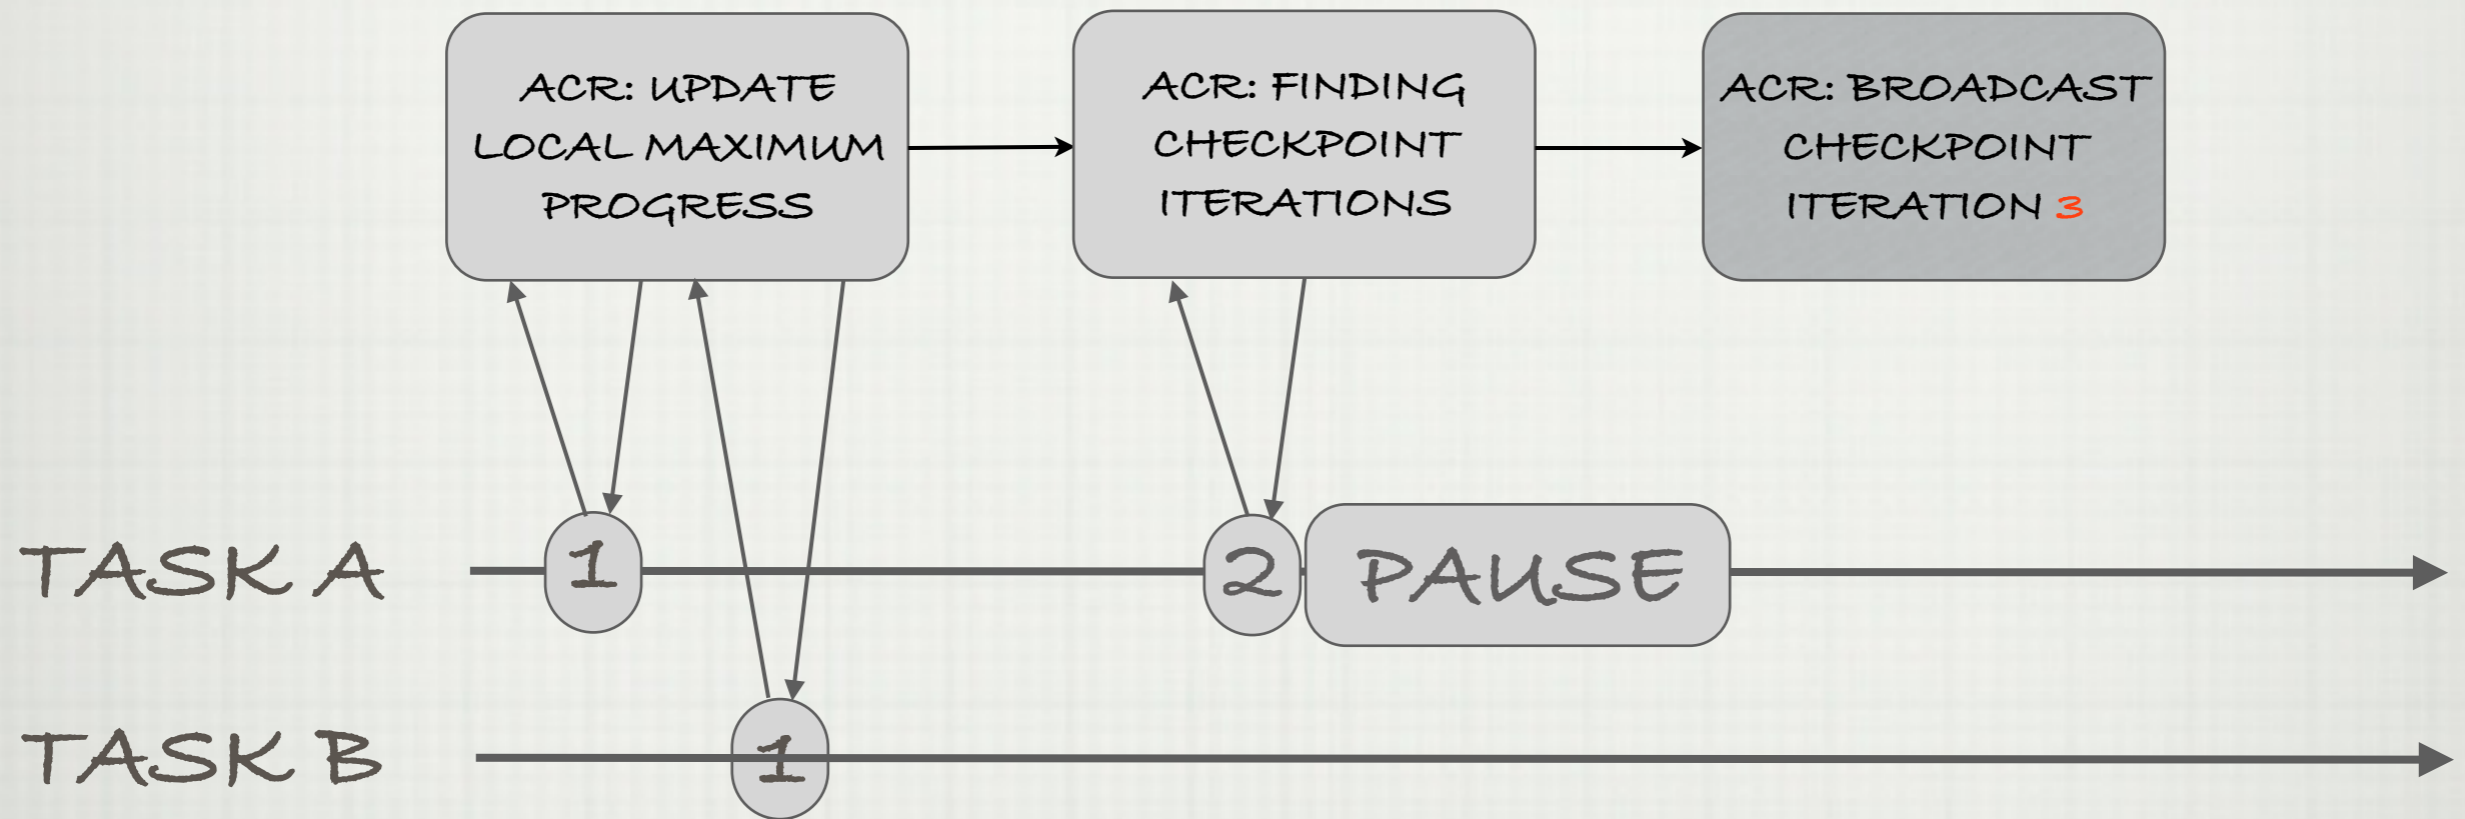 ACR: UPDATE
LOCAL MAXIMUM
PROGRESS
ACR: FINDING
CHECKPOINT
ITERATIONS
ACR: BROADCAST
CHECKPOINT
ITERATION 3
TASK A
1
2
PAUSE
TASK B
1